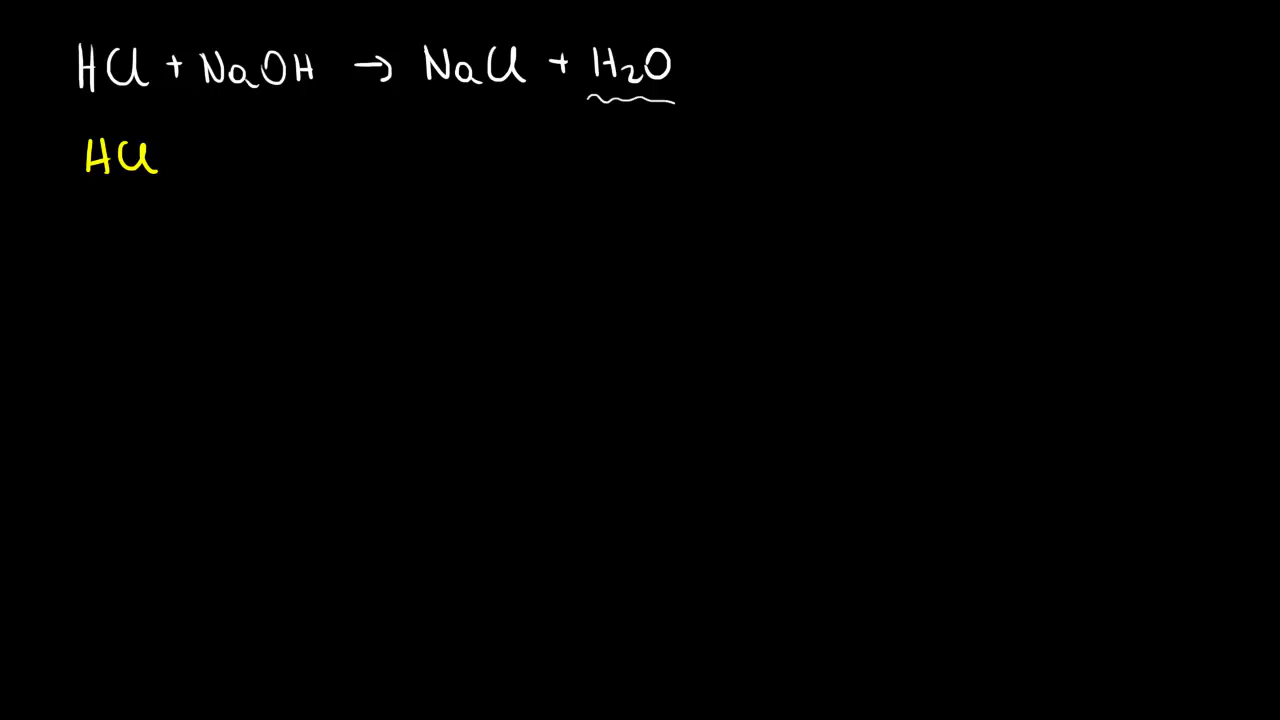 HCl + NaOH → NaCl + H₂O
HCl